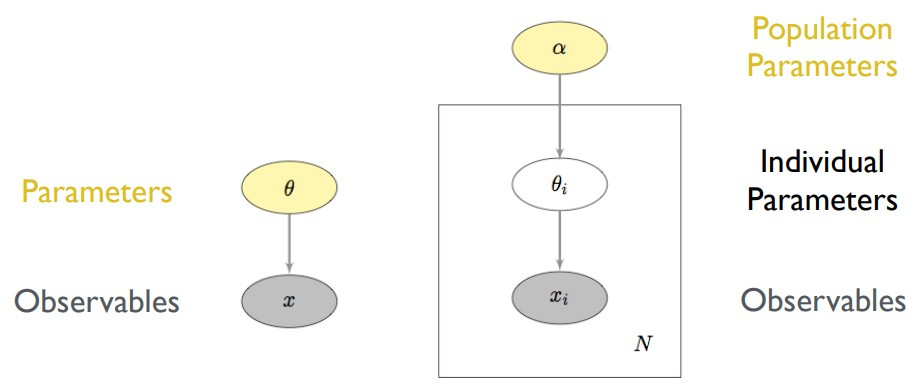 Population
Parameters
α
Individual
Parameters
θᵢ
Parameters
θ
Observables
x
xᵢ
Observables
N